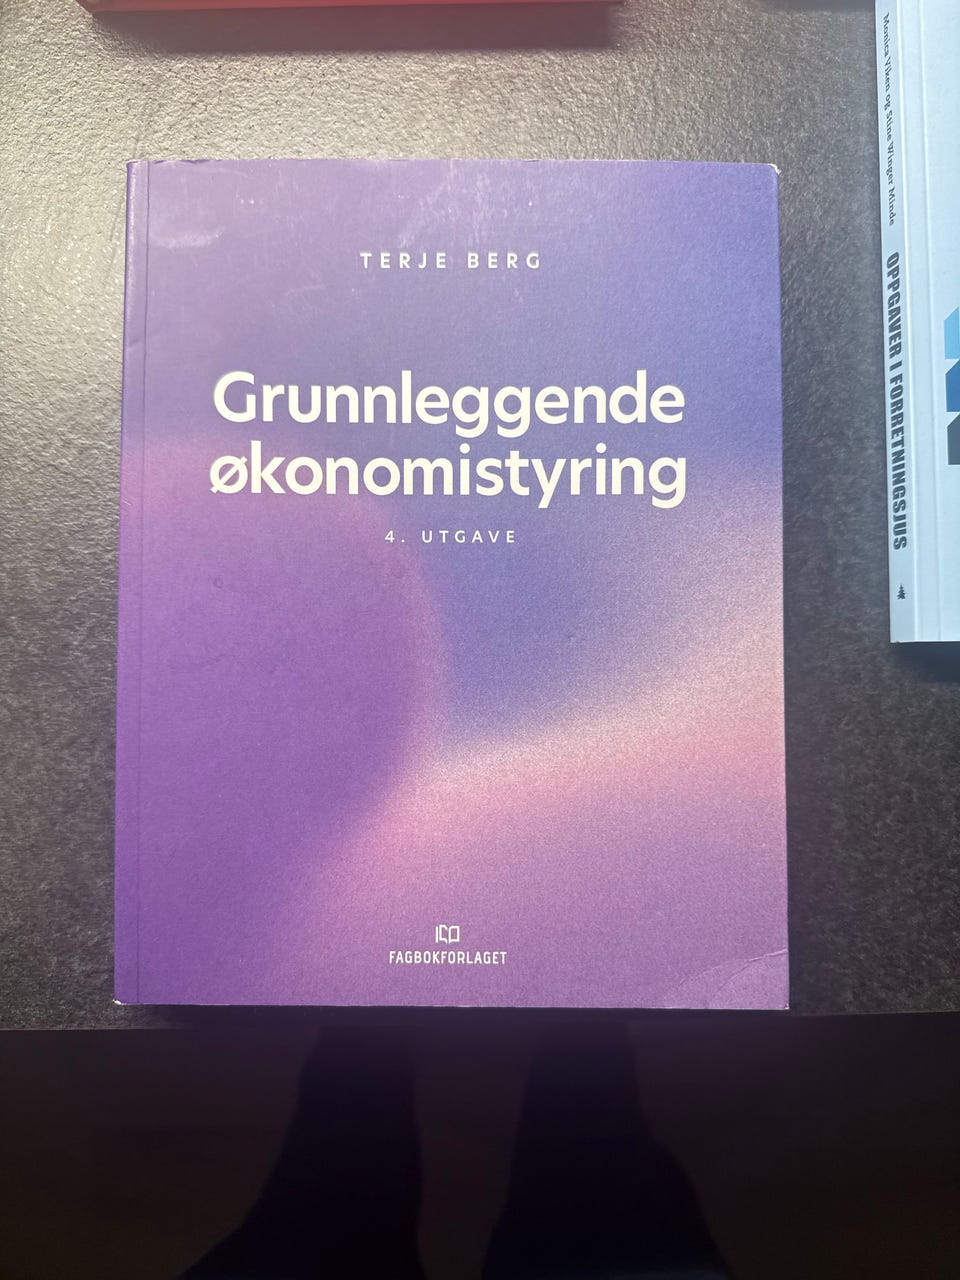 TERJE BERG
Grunnleggende
økonomistyring
4. UTGAVE
FAGBOKFORLAGET
Monica Viken og Stine Winger Minde
OPPGAVER I FORRETNINGSJUS